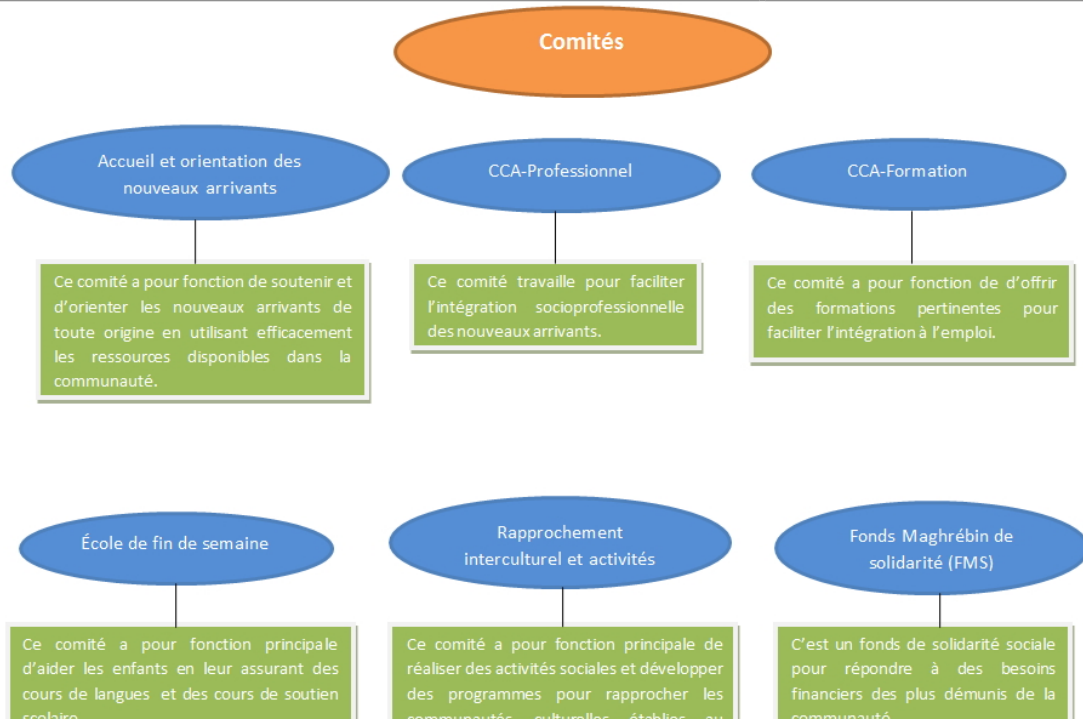 Comités
Accueil et orientation des
nouveaux arrivants
CCA-Professionnel
CCA-Formation
Ce comité a pour fonction de soutenir et
d’orienter les nouveaux arrivants de
toute origine en utilisant efficacement
les ressources disponibles dans la
communauté.
Ce comité travaille pour faciliter
l’intégration socioprofessionnelle
des nouveaux arrivants.
Ce comité a pour fonction de d’offrir
des formations pertinentes pour
faciliter l’intégration à l’emploi.
École de fin de semaine
Rapprochement
interculturel et activités
Fonds Maghrébin de
solidarité (FMS)
Ce comité a pour fonction principale
d’aider les enfants en leur assurant des
cours de langues et des cours de soutien
scolaire
Ce comité a pour fonction principale de
réaliser des activités sociales et développer
des programmes pour rapprocher les
communautés culturelles établies au
C’est un fonds de solidarité sociale
pour répondre à des besoins
financiers des plus démunis de la
communauté